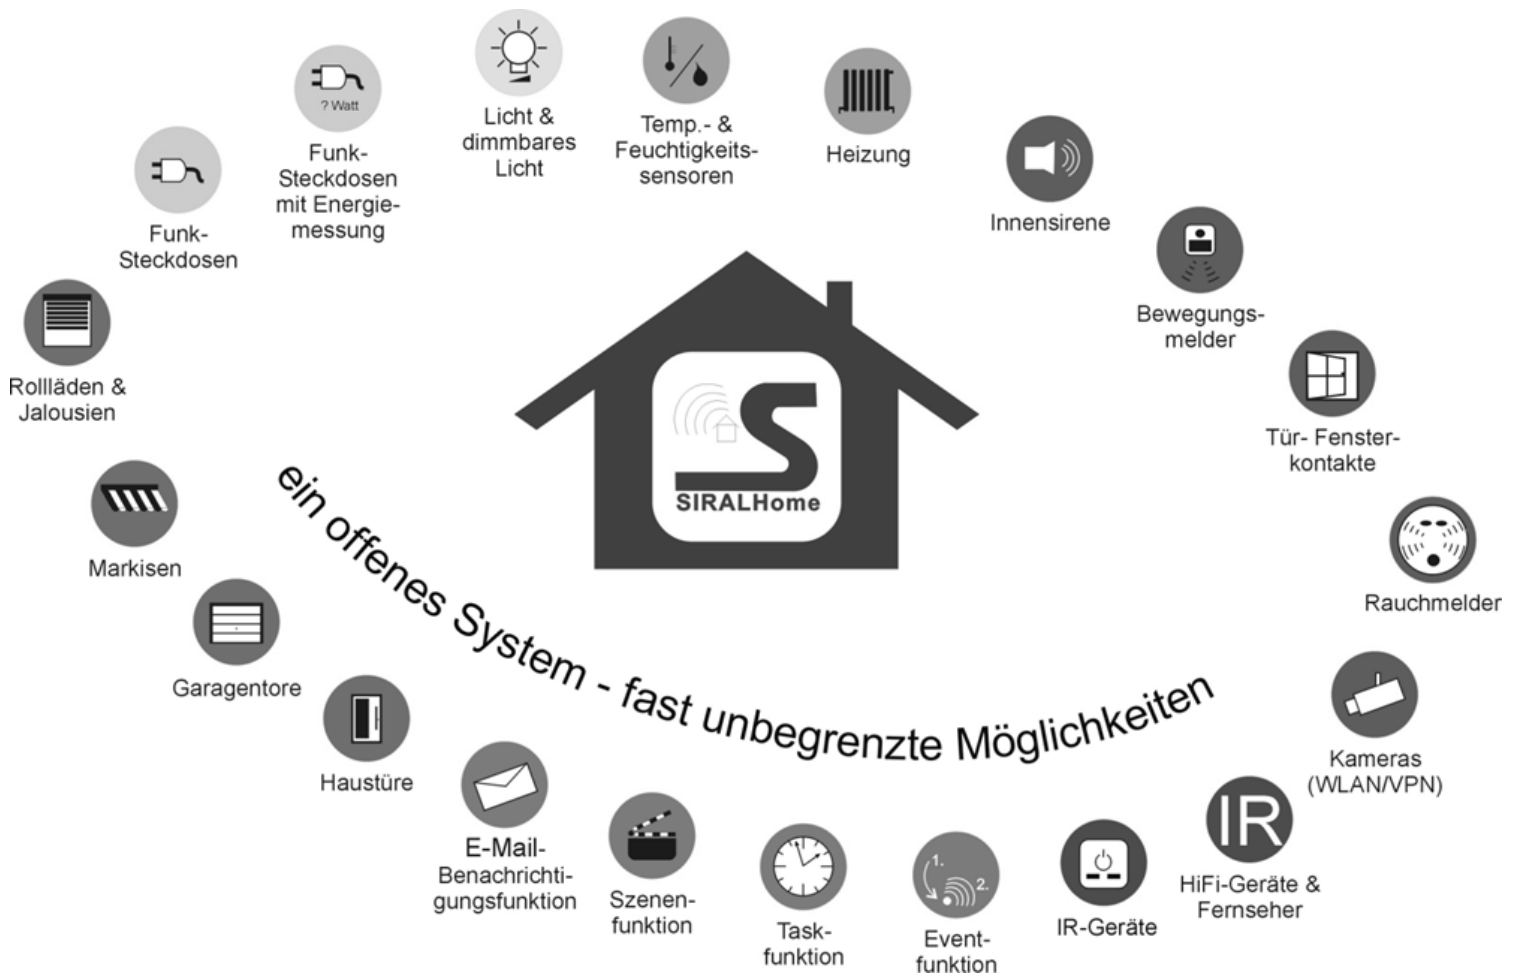 Licht &
dimmbares
Licht
Temp.- &
Feuchtigkeits-
sensoren
Heizung
Innensirene
Bewegungs-
melder
Tür- Fenster-
kontakte
Rauchmelder
Kameras
(WLAN/VPN)
IR
HiFi-Geräte &
Fernseher
IR-Geräte
1.
2.
Event-
funktion
Task-
funktion
Szenen-
funktion
E-Mail-
Benachrichti-
gungsfunktion
Haustüre
Garagentore
Markisen
Rollläden &
Jalousien
Funk-
Steckdosen
? Watt
Funk-
Steckdosen
mit Energie-
messung
S
SIRALHome
ein offenes System - fast unbegrenzte Möglichkeiten